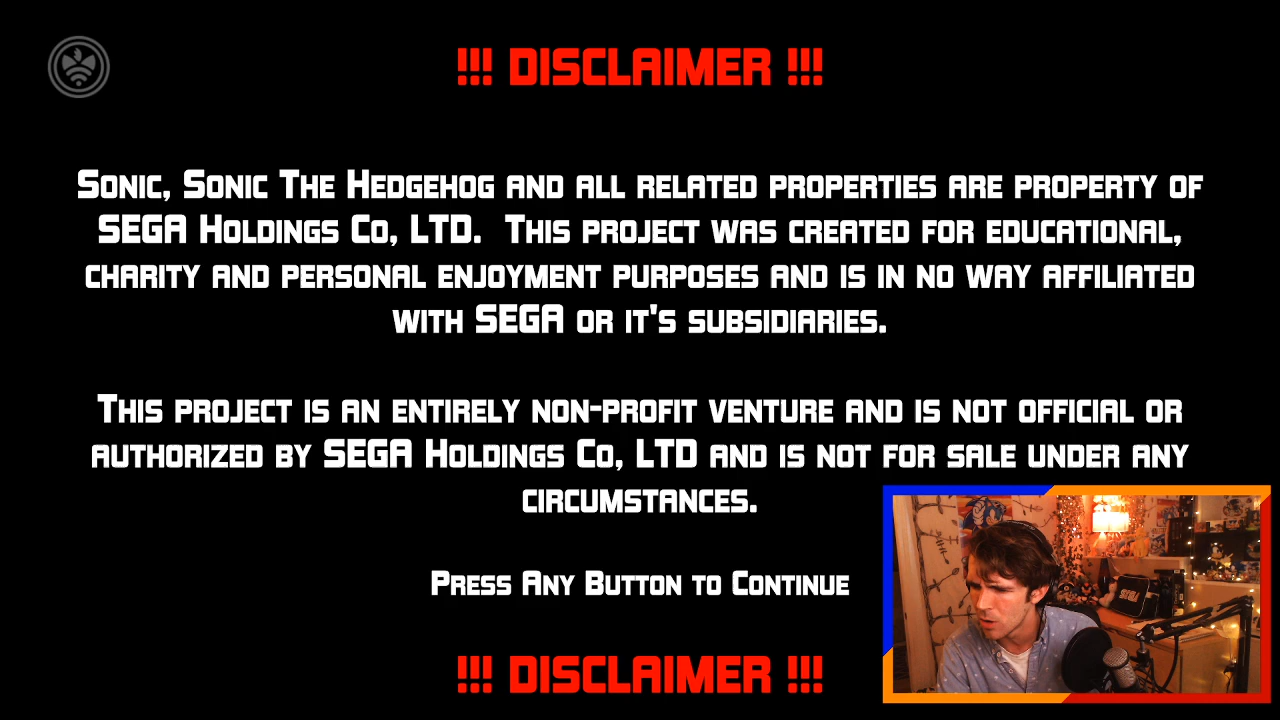 !!! DISCLAIMER !!!
Sonic, Sonic The Hedgehog and all related properties are property of
SEGA Holdings Co, LTD. This project was created for educational,
charity and personal enjoyment purposes and is in no way affiliated
with SEGA or it's subsidiaries.
This project is an entirely non-profit venture and is not official or
authorized by SEGA Holdings Co, LTD and is not for sale under any
circumstances.
Press Any Button to Continue
SEGA
!!! DISCLAIMER !!!